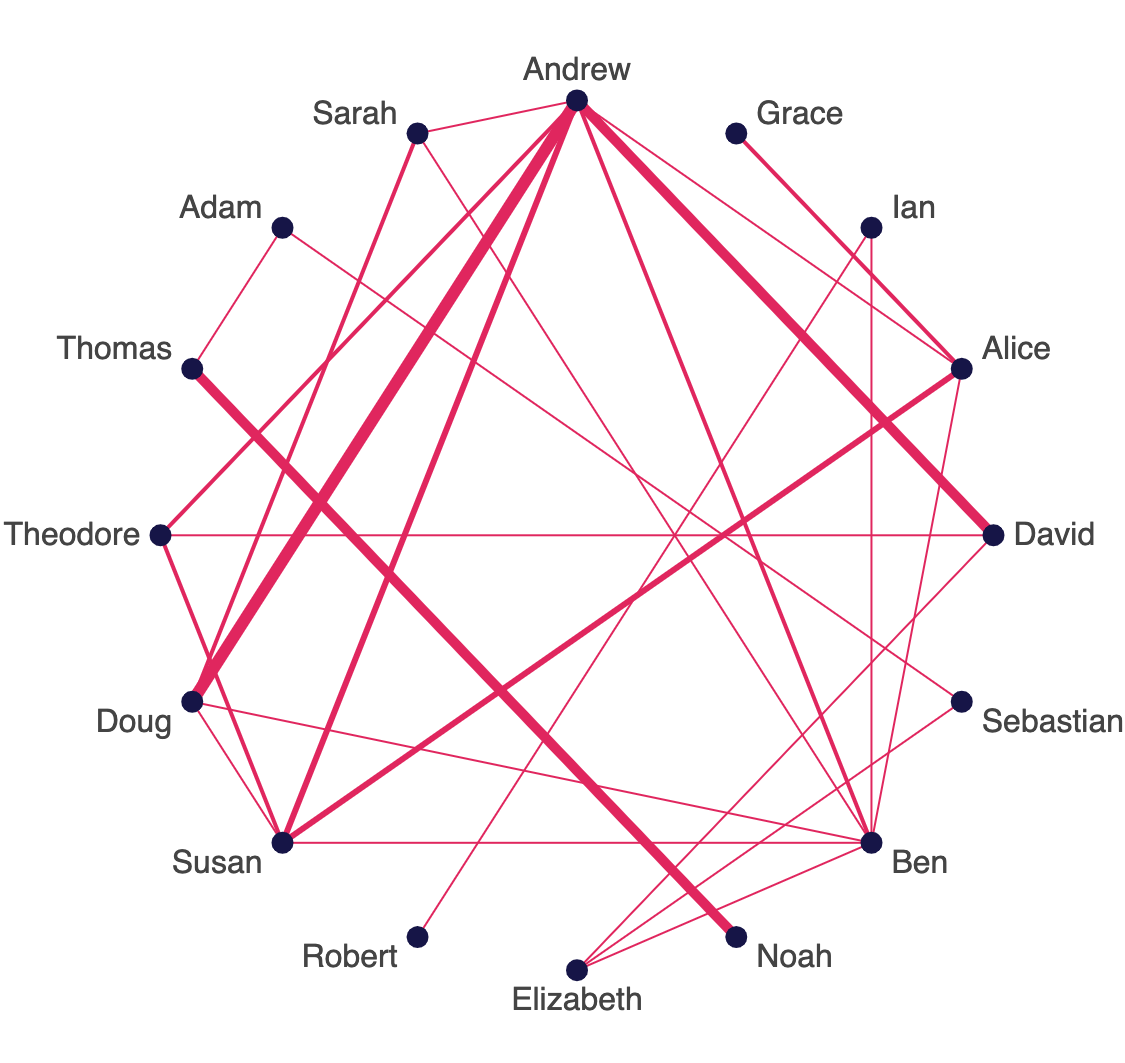 Andrew
Sarah
Grace
Adam
Ian
Thomas
Alice
Theodore
David
Doug
Sebastian
Susan
Ben
Robert
Noah
Elizabeth